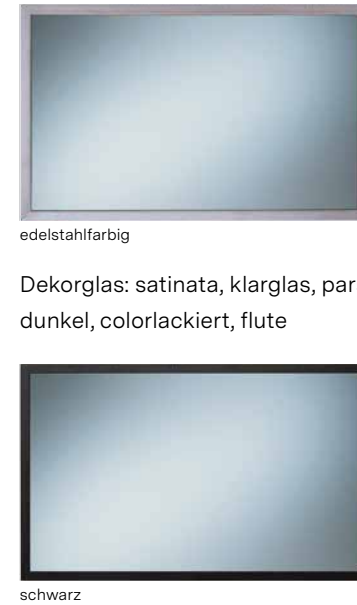 edelstahlfarbig
Dekorglas: satinata, klarglas, par
dunkel, colorlackiert, flute
schwarz